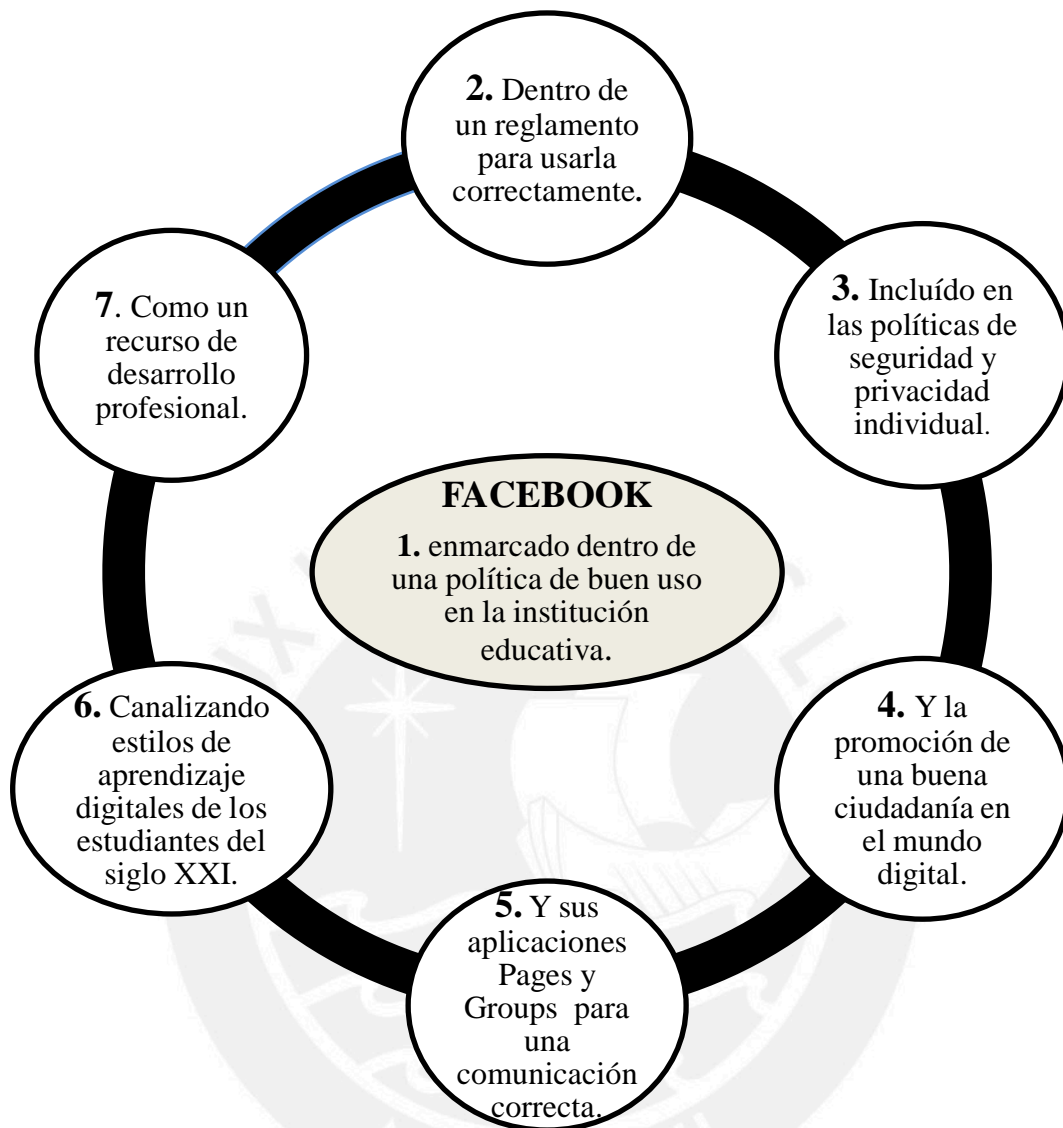 2. Dentro de
un reglamento
para usarla
correctamente.
3. Incluído en
las políticas de
seguridad y
privacidad
individual.
7. Como un
recurso de
desarrollo
profesional.
FACEBOOK
1. enmarcado dentro de
una política de buen uso
en la institución
educativa.
6. Canalizando
estilos de
aprendizaje
digitales de los
estudiantes del
siglo XXI.
4. Y la
promoción de
una buena
ciudadanía en
el mundo
digital.
5. Y sus
aplicaciones
Pages y
Groups para
una
comunicación
correcta.